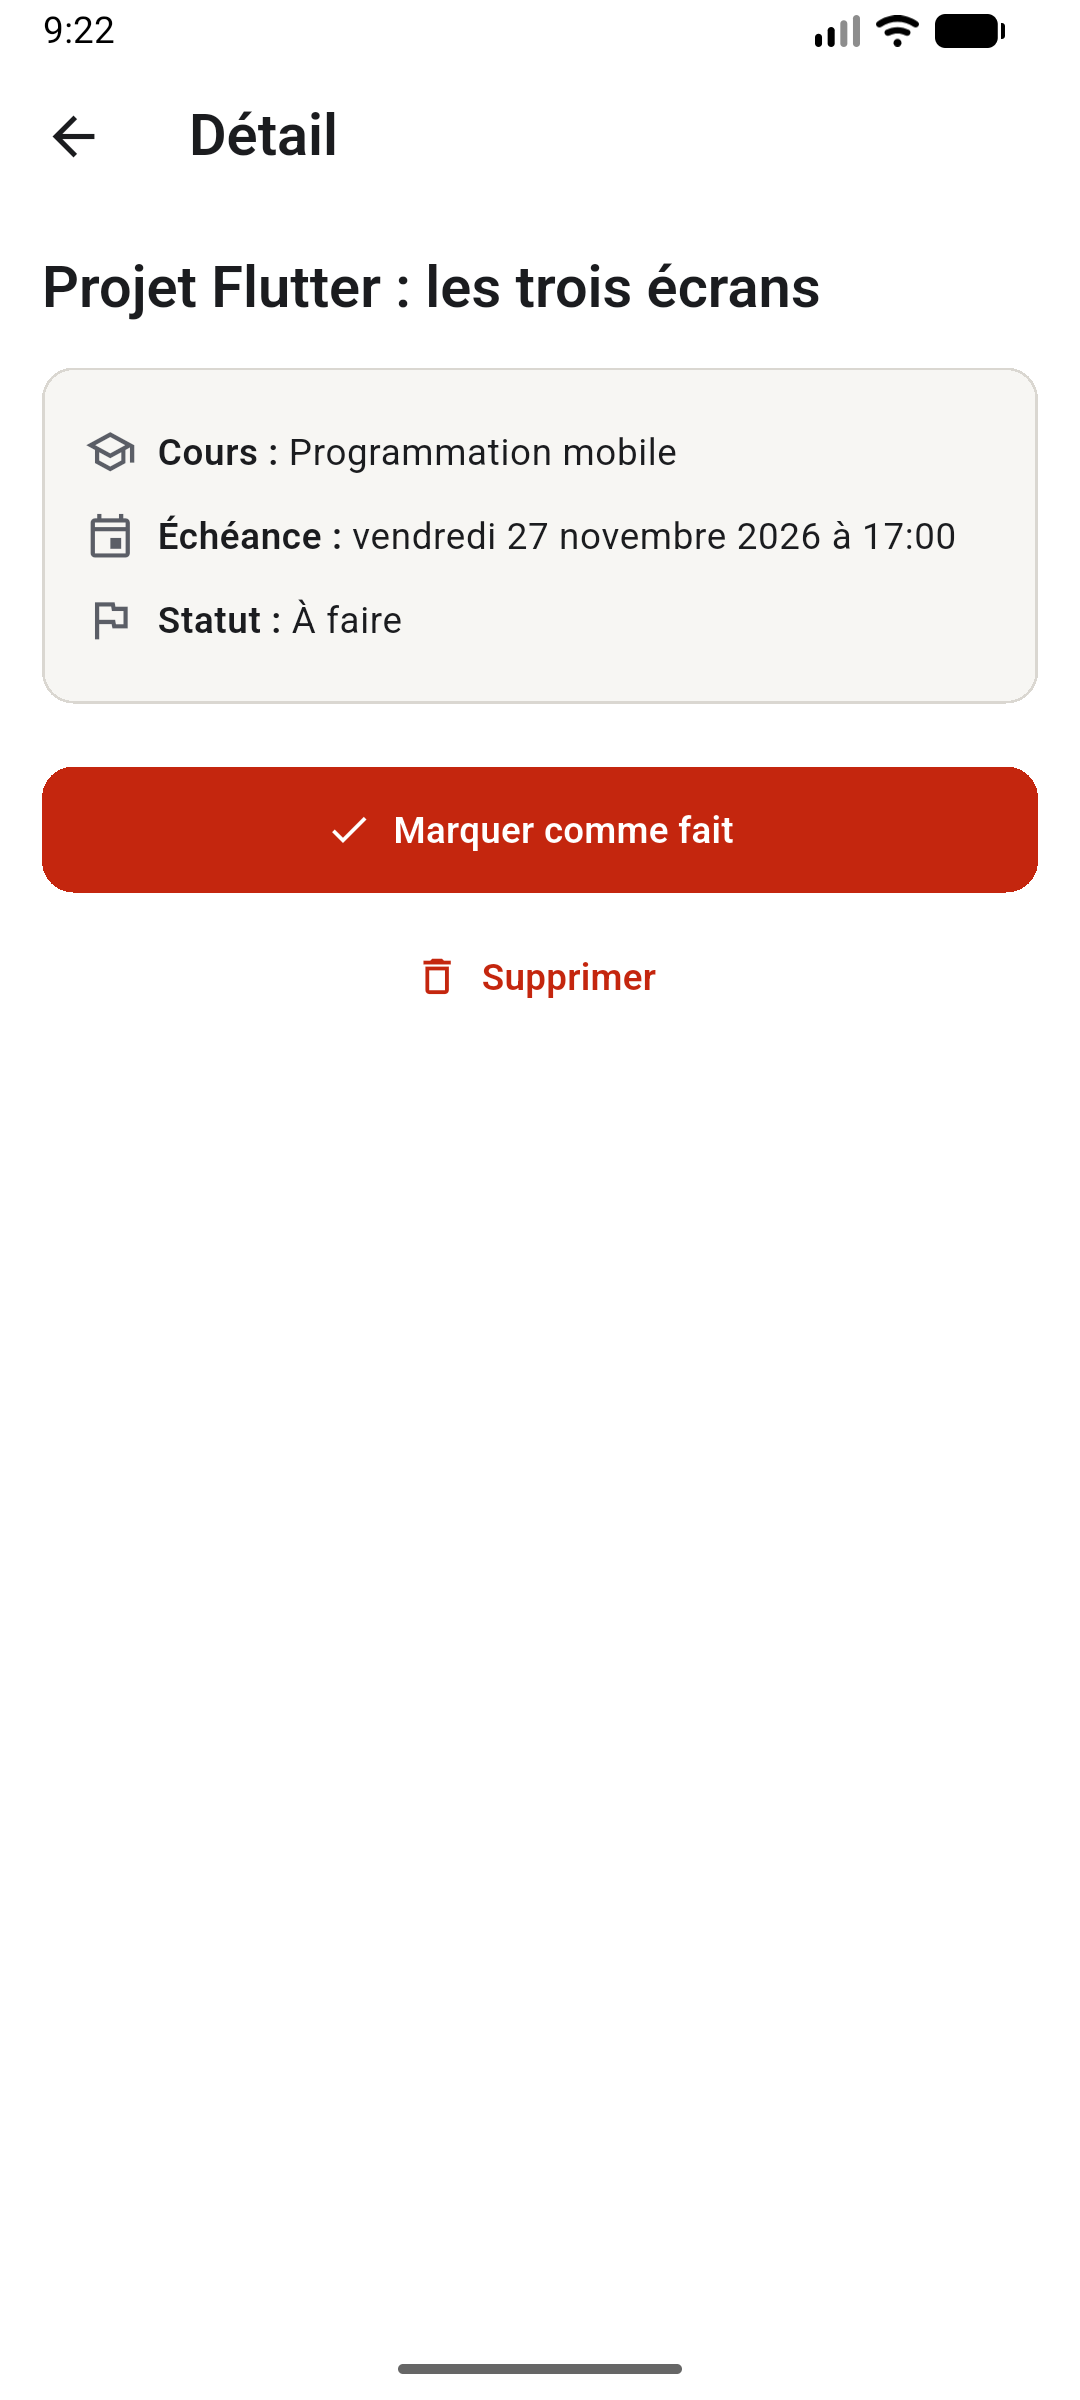 9:22
Détail
Projet Flutter : les trois écrans
Cours : Programmation mobile
Échéance : vendredi 27 novembre 2026 à 17:00
Statut : À faire
Marquer comme fait
Supprimer